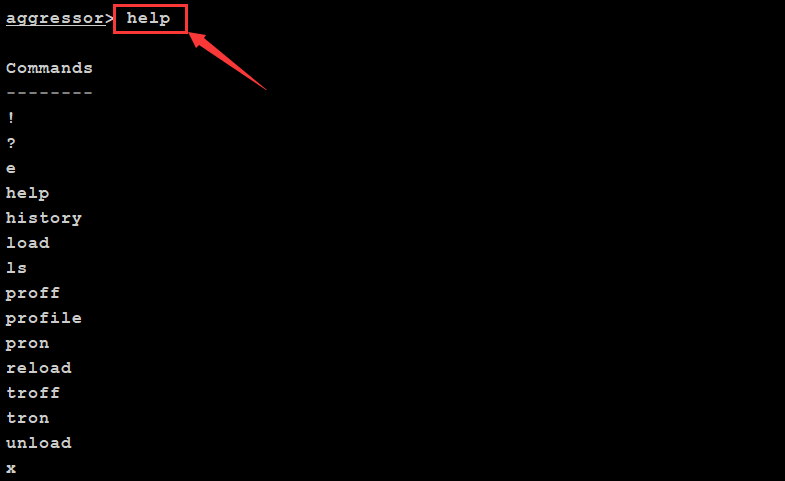 aggressor> help
Commands
--------
!
?
e
help
history
load
ls
proff
profile
pron
reload
troff
tron
unload
x